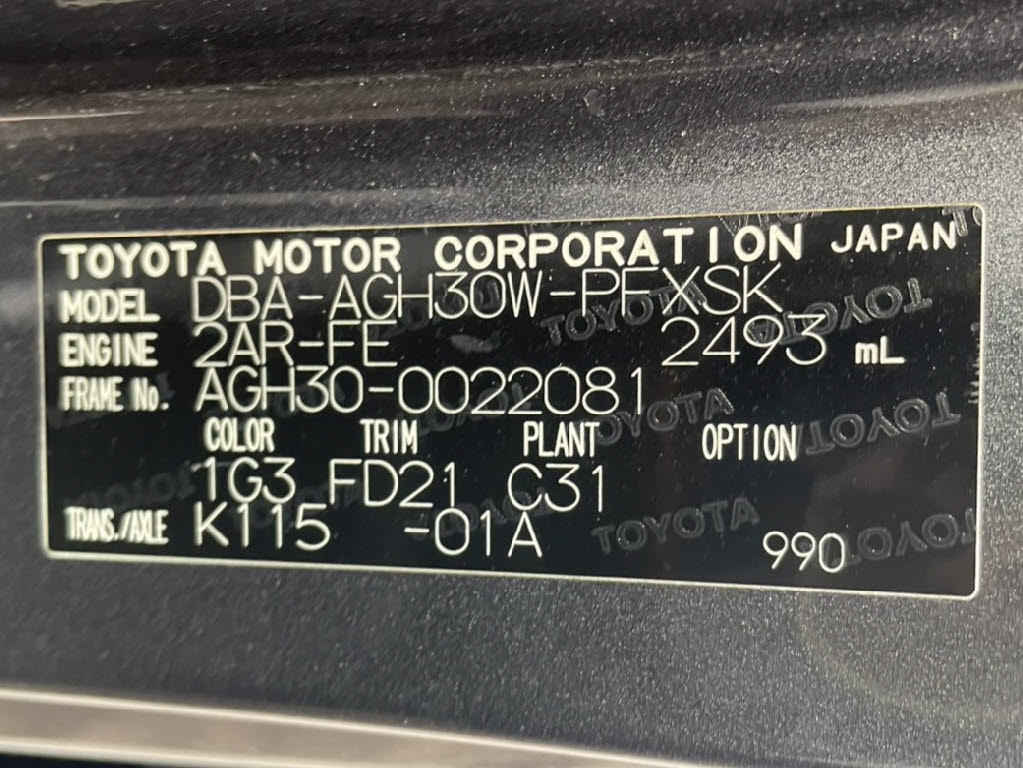 TOYOTA MOTOR CORPORATION JAPAN
MODEL DBA-AGH30W-PFXSK
ENGINE 2AR-FE 2493 mL
FRAME No. AGH30-0022081
COLOR TRIM PLANT OPTION
1G3 FD21 C31
TRANS./AXLE K115 -01A 990